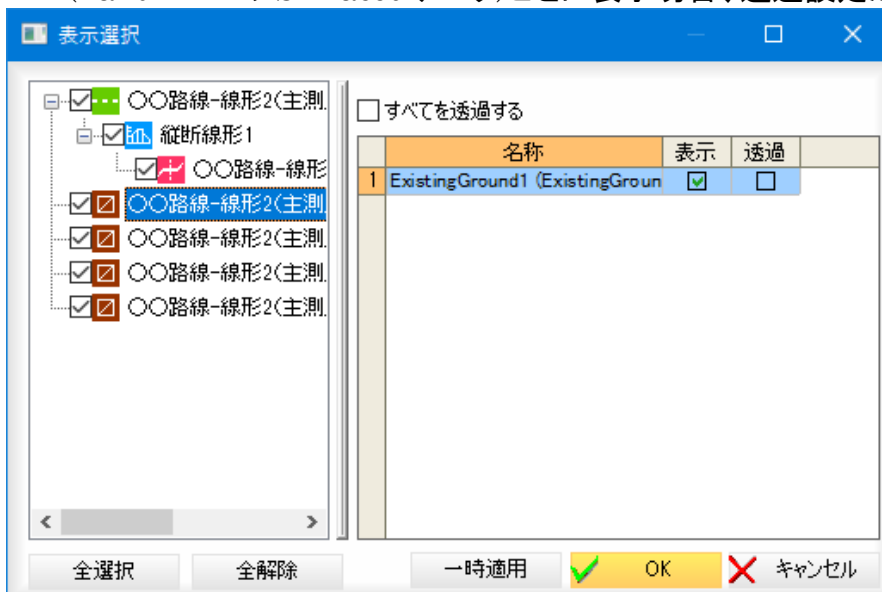 表示選択
○○路線-線形2(主測
縦断線形1
○○路線-線形
○○路線-線形2(主測
○○路線-線形2(主測
○○路線-線形2(主測
○○路線-線形2(主測
すべてを透過する
名称 表示 透過
1 ExistingGround1 (ExistingGroun
全選択 全解除 一時適用 OK キャンセル